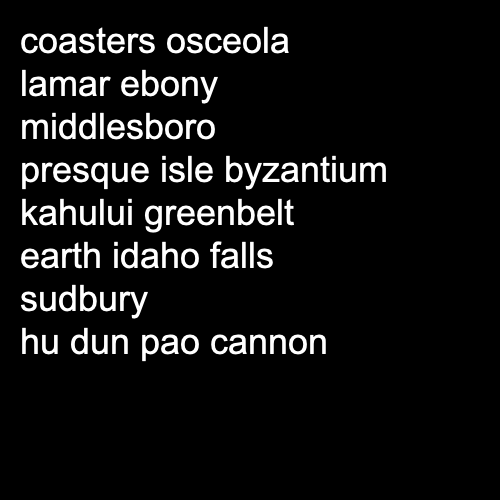 coasters osceola
lamar ebony
middlesboro
presque isle byzantium
kahului greenbelt
earth idaho falls
sudbury
hu dun pao cannon